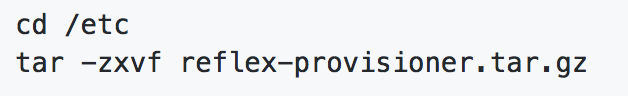 cd /etc
tar -zxvf reflex-provisioner.tar.gz